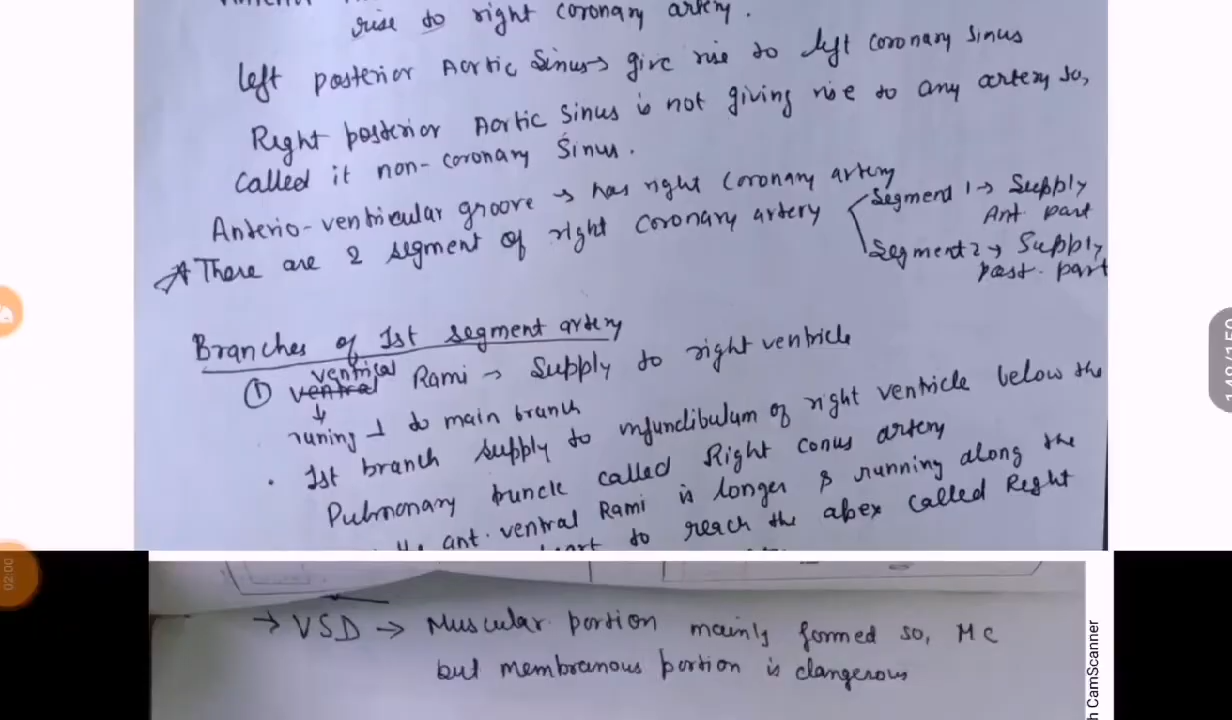 rise to right coronary artery.
left posterior Aortic Sinus → give rise to left coronary sinus
Right posterior Aortic Sinus is not giving rise to any artery so,
called it non-coronary Sinus.
Anterio-ventricular groove → has right coronary artery
There are 2 segment of right coronary artery
Segment 1 → Supply
Ant part
Segment 2 → Supply
post. part
Branches of 1st segment artery
ventrical
① ventral Rami → Supply to right ventricle
↓
runing ⊥ to main branch
• 1st branch supply to infundibulum of right ventricle below the
Pulmonary truncle called Right conus artery
ant. ventral Rami is longer & running along the
to reach the apex called Right
→ VSD → Muscular portion mainly formed so, MC
but membranous portion is dangerous
148/150
02:00
CamScanner